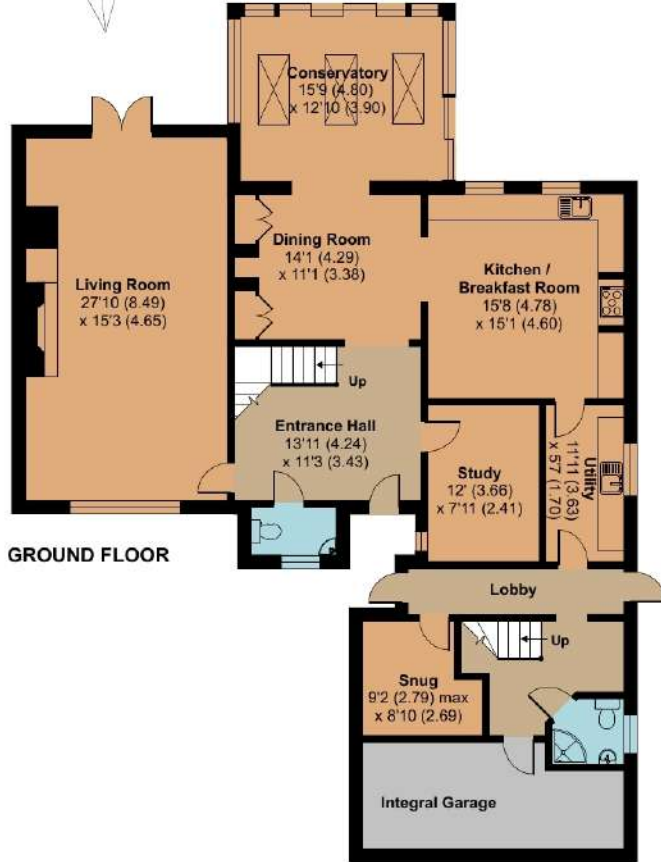 Conservatory
15'9 (4.80)
x 12'10 (3.90)
Dining Room
14'1 (4.29)
x 11'1 (3.38)
Living Room
27'10 (8.49)
x 15'3 (4.65)
Kitchen /
Breakfast Room
15'8 (4.78)
x 15'1 (4.60)
Up
Entrance Hall
13'11 (4.24)
x 11'3 (3.43)
Study
12' (3.66)
x 7'11 (2.41)
Utility
11'11 (3.63)
x 5'7 (1.70)
GROUND FLOOR
Lobby
Up
Snug
9'2 (2.79) max
x 8'10 (2.69)
Integral Garage